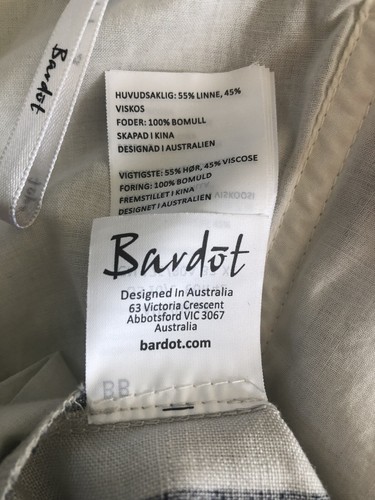 Bardot
HUVUDSAKLIG: 55% LINNE, 45%
VISKOS
FODER: 100% BOMULL
SKAPAD I KINA
DESIGNAD I AUSTRALIEN
VIGTIGSTE: 55% HØR, 45% VISCOSE
FORING: 100% BOMULD
FREMSTILLET I KINA
DESIGNET I AUSTRALIEN
Bardōt
Designed In Australia
63 Victoria Crescent
Abbotsford VIC 3067
Australia
bardot.com
BB